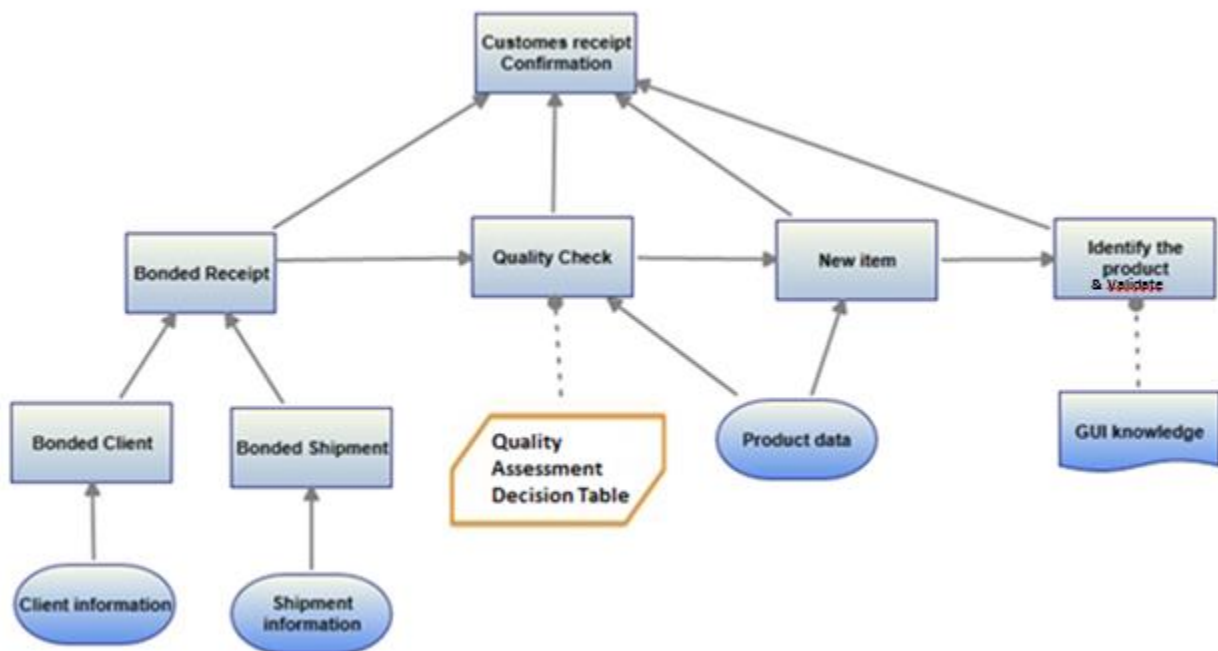 Customes receipt
Confirmation
Bonded Receipt
Quality Check
New item
Identify the
product
& Validate
Bonded Client
Bonded Shipment
Quality
Assessment
Decision Table
Product data
GUI knowledge
Client information
Shipment
information